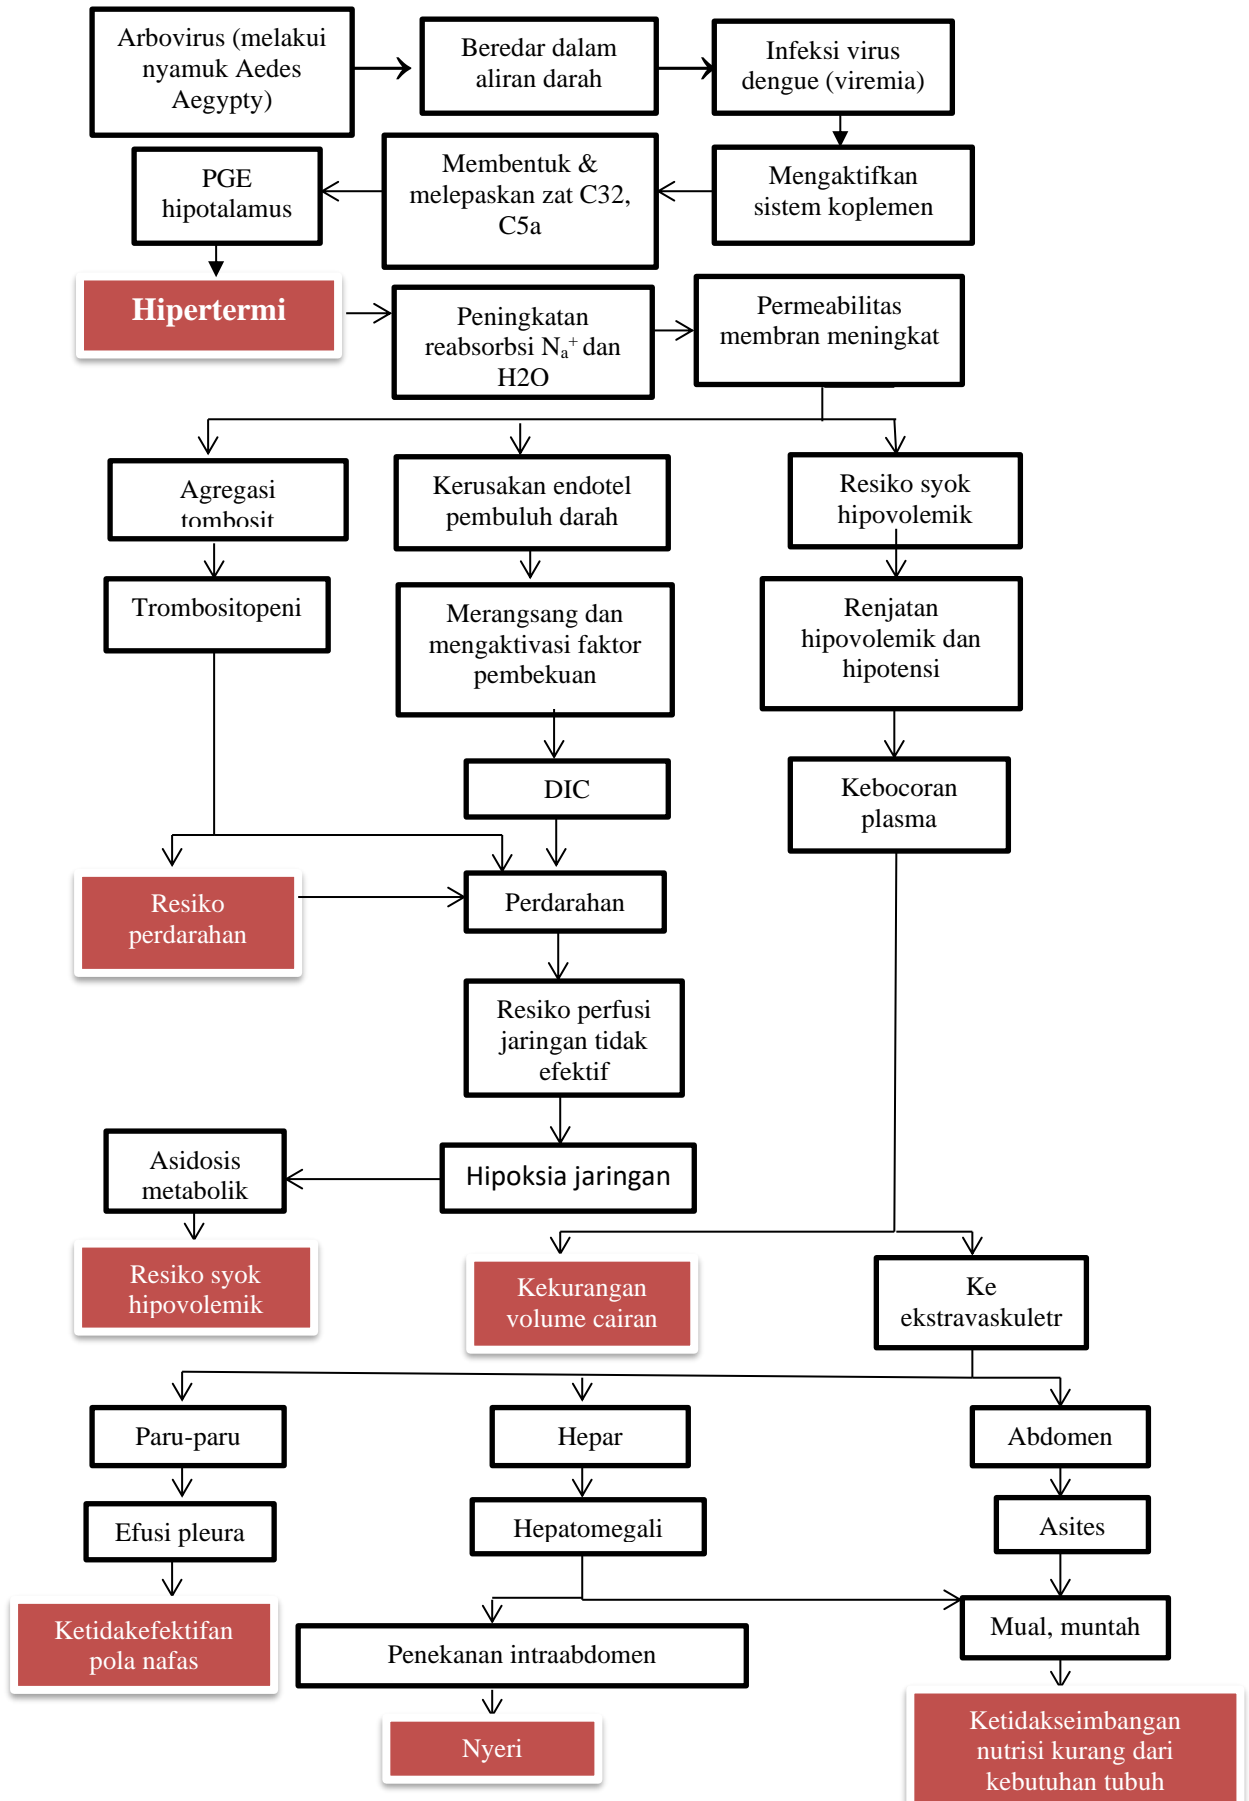 Arbovirus (melakui
nyamuk Aedes
Aegypty)
Beredar dalam
aliran darah
Infeksi virus
dengue (viremia)
PGE
hipotalamus
Membentuk &
melepaskan zat C32,
C5a
Mengaktifkan
sistem koplemen
Hipertermi
Peningkatan
reabsorbsi Na+ dan
H2O
Permeabilitas
membran meningkat
Agregasi
tombosit
Kerusakan endotel
pembuluh darah
Resiko syok
hipovolemik
Trombositopeni
Merangsang dan
mengaktivasi faktor
pembekuan
Renjatan
hipovolemik dan
hipotensi
DIC
Kebocoran
plasma
Resiko
perdarahan
Perdarahan
Resiko perfusi
jaringan tidak
efektif
Asidosis
metabolik
Hipoksia jaringan
Resiko syok
hipovolemik
Kekurangan
volume cairan
Ke
ekstravaskuletr
Paru-paru
Hepar
Abdomen
Efusi pleura
Hepatomegali
Asites
Ketidakefektifan
pola nafas
Penekanan intraabdomen
Mual, muntah
Nyeri
Ketidakseimbangan
nutrisi kurang dari
kebutuhan tubuh